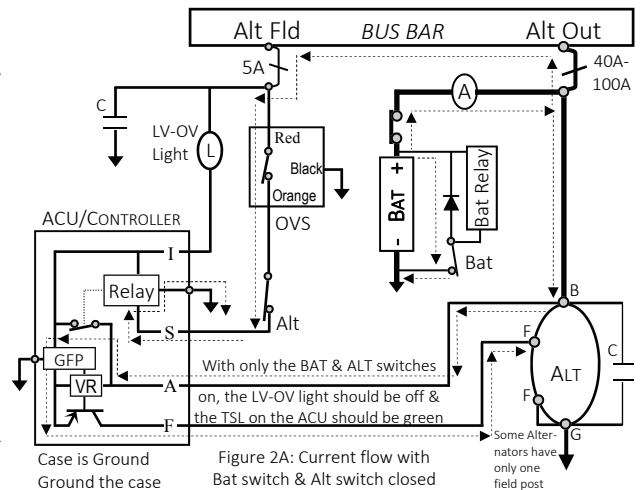 Alt Fld
BUS BAR
Alt Out
5A
40A-
100A
A
C
LV-OV
Light
L
Red
Black
Orange
OVS
BAT
+
-
Bat Relay
Bat
ACU/CONTROLLER
I
Relay
S
Alt
B
F
GFP
With only the BAT & ALT switches
VR
A
ALT
C
on, the LV-OV light should be off &
F
F
the TSL on the ACU should be green
G
Case is Ground
Ground the case
Figure 2A: Current flow with
Bat switch & Alt switch closed
Some Alter-
nators have
only one
field post